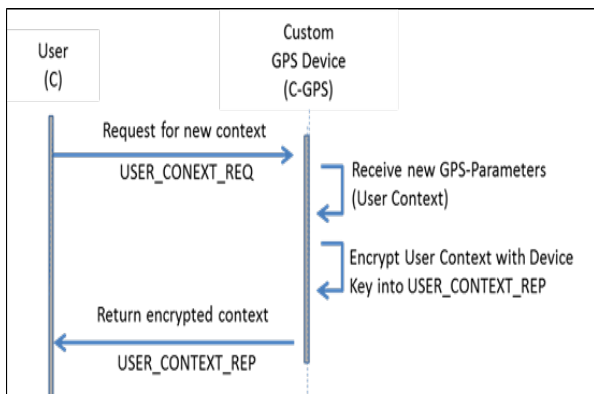 User
(C)
Custom
GPS Device
(C-GPS)
Request for new context
USER_CONEXT_REQ
Receive new GPS-Parameters
(User Context)
Encrypt User Context with Device
Key into USER_CONTEXT_REP
Return encrypted context
USER_CONTEXT_REP